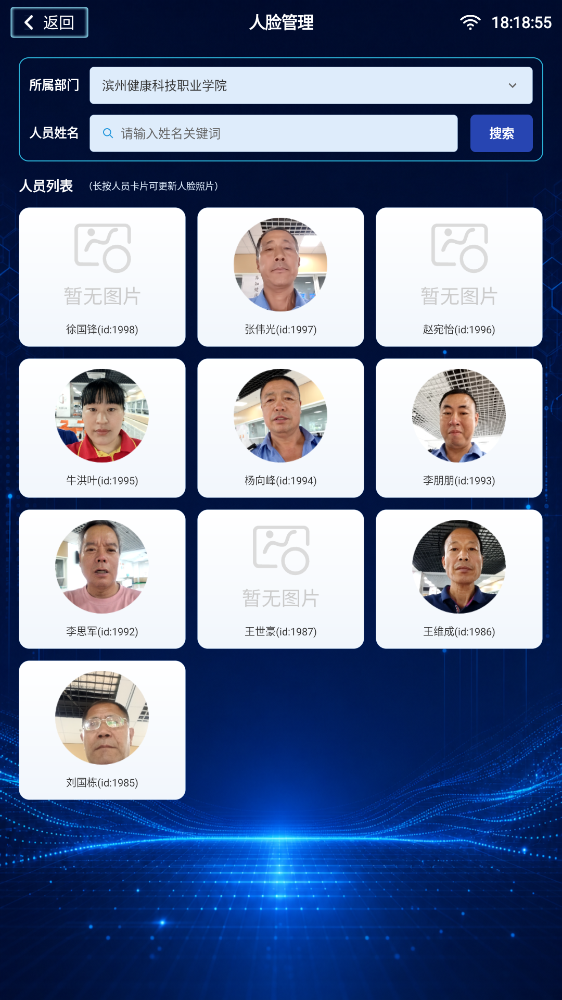 返回
人脸管理
18:18:55
所属部门
滨州健康科技职业学院
人员姓名
请输入姓名关键词
搜索
人员列表
（长按人员卡片可更新人脸照片）
暂无图片
暂无图片
徐国锋(id:1998)
张伟光(id:1997)
赵宛怡(id:1996)
牛洪叶(id:1995)
杨向峰(id:1994)
李朋朋(id:1993)
暂无图片
李思军(id:1992)
王世豪(id:1987)
王维成(id:1986)
刘国栋(id:1985)